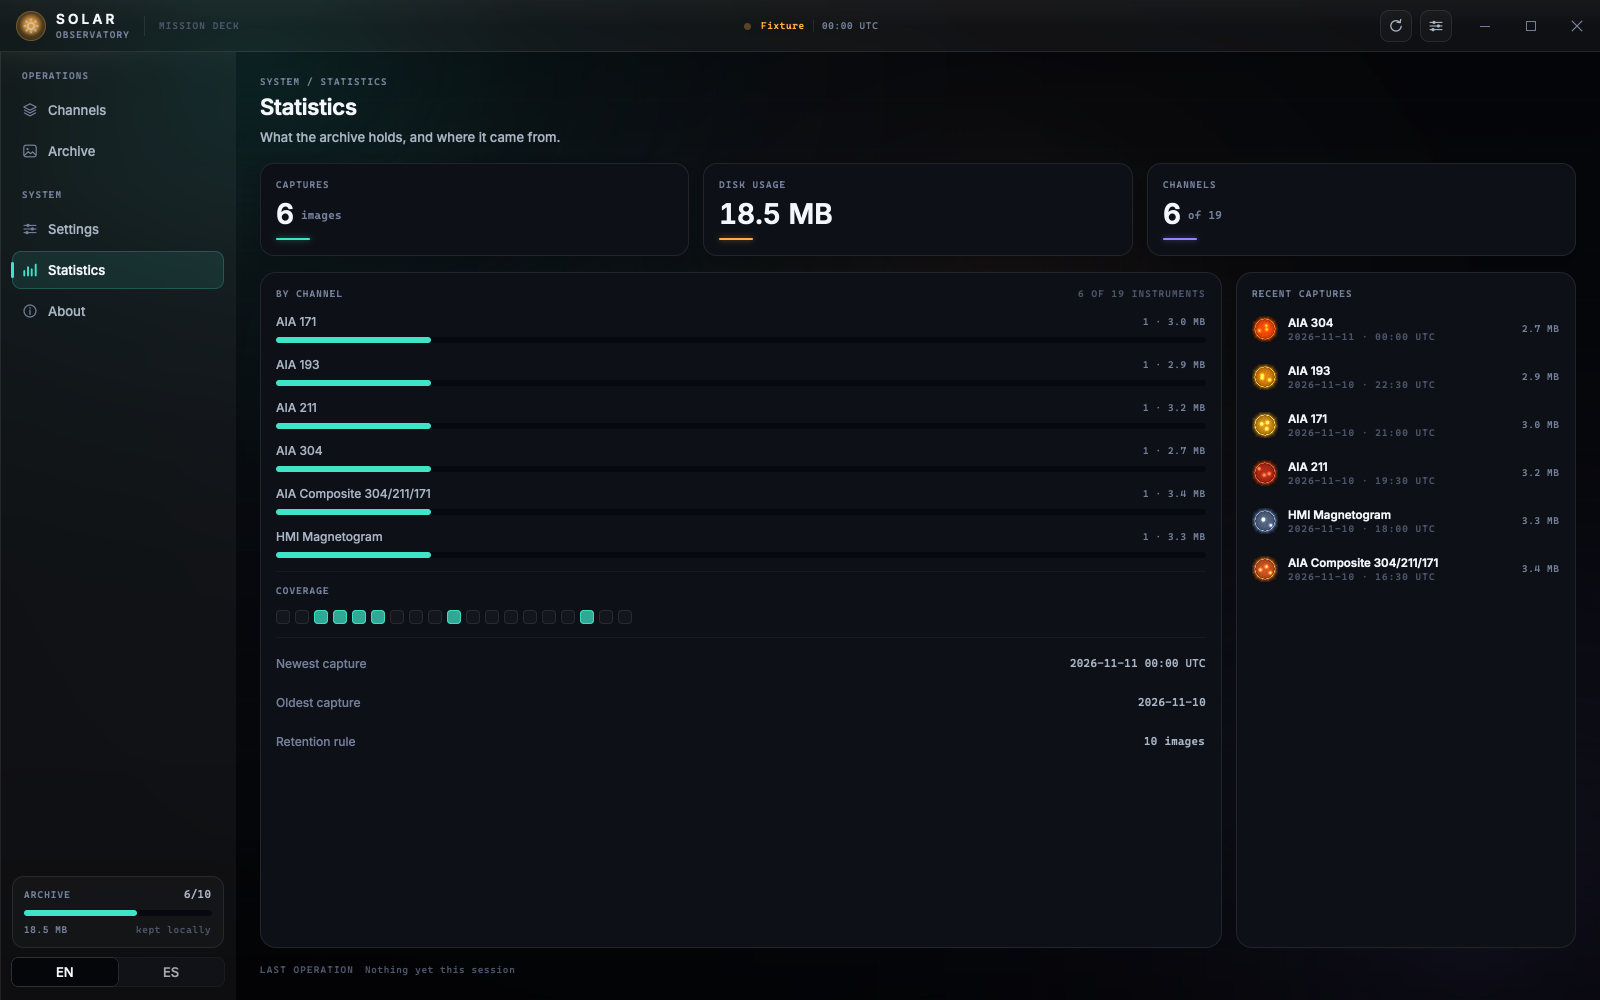 SOLAR
OBSERVATORY
MISSION DECK
Fixture
00:00 UTC
OPERATIONS
Channels
Archive
SYSTEM
Settings
Statistics
About
ARCHIVE 6/10
18.5 MB kept locally
EN ES
SYSTEM / STATISTICS
Statistics
What the archive holds, and where it came from.
CAPTURES
6 images
DISK USAGE
18.5 MB
CHANNELS
6 of 19
BY CHANNEL 6 OF 19 INSTRUMENTS
AIA 171 1 · 3.0 MB
AIA 193 1 · 2.9 MB
AIA 211 1 · 3.2 MB
AIA 304 1 · 2.7 MB
AIA Composite 304/211/171 1 · 3.4 MB
HMI Magnetogram 1 · 3.3 MB
COVERAGE
Newest capture 2026-11-11 00:00 UTC
Oldest capture 2026-11-10
Retention rule 10 images
RECENT CAPTURES
AIA 304
2026-11-11 · 00:00 UTC
2.7 MB
AIA 193
2026-11-10 · 22:30 UTC
2.9 MB
AIA 171
2026-11-10 · 21:00 UTC
3.0 MB
AIA 211
2026-11-10 · 19:30 UTC
3.2 MB
HMI Magnetogram
2026-11-10 · 18:00 UTC
3.3 MB
AIA Composite 304/211/171
2026-11-10 · 16:30 UTC
3.4 MB
LAST OPERATION Nothing yet this session